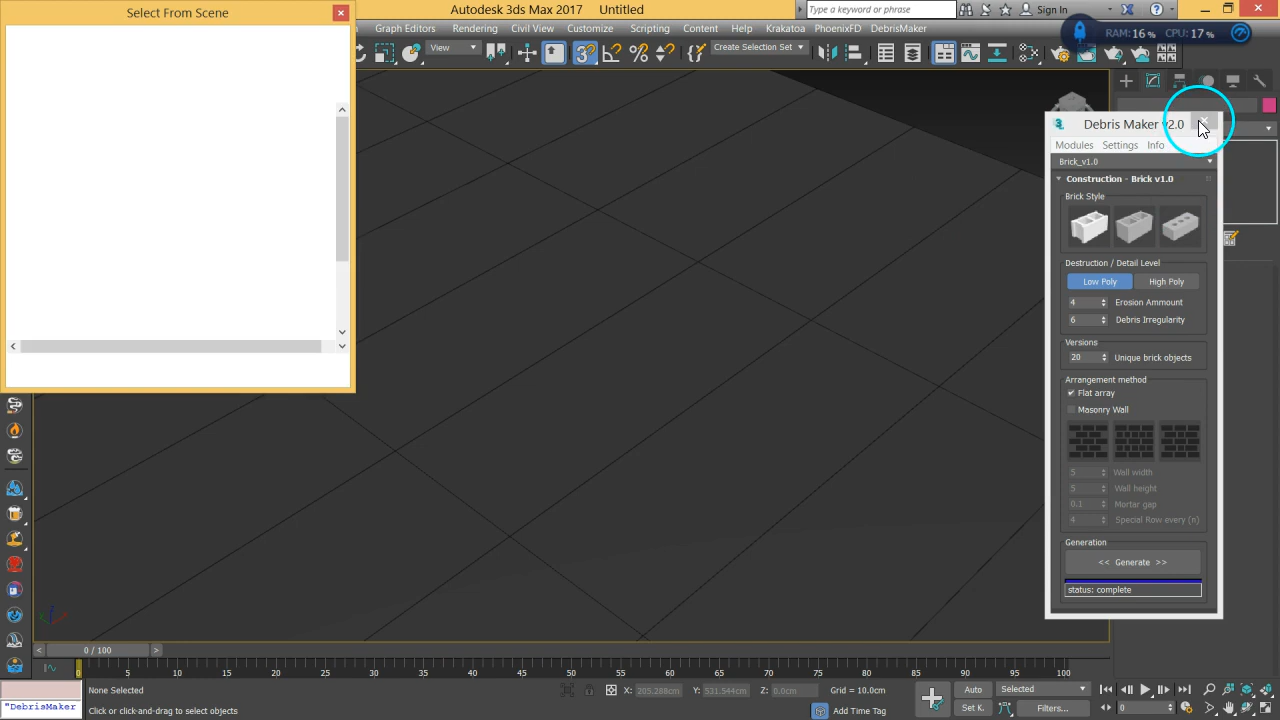 Select From Scene
Autodesk 3ds Max 2017 Untitled
Type a keyword or phrase
Sign In
Graph Editors Rendering Civil View Customize Scripting Content Help Krakatoa PhoenixFD DebrisMaker
RAM: 16 % CPU: 17 %
View
Create Selection Set
Debris Maker v2.0
Modules Settings Info
Brick_v1.0
Construction - Brick v1.0
Brick Style
Destruction / Detail Level
Low Poly High Poly
4 Erosion Ammount
6 Debris Irregularity
Versions
20 Unique brick objects
Arrangement method
Flat array
Masonry Wall
5 Wall width
5 Wall height
0.1 Mortar gap
4 Special Row every (n)
Generation
<< Generate >>
status: complete
< 0 / 100 >
0 5 10 15 20 25 30 35 40 45 50 55 60 65 70 75 80 85 90 95 100
None Selected
X: 205.288cm Y: 531.544cm Z: 0.0cm Grid = 10.0cm
Auto Selected
"DebrisMaker
Click or click-and-drag to select objects
Add Time Tag
Set K. Filters... 0